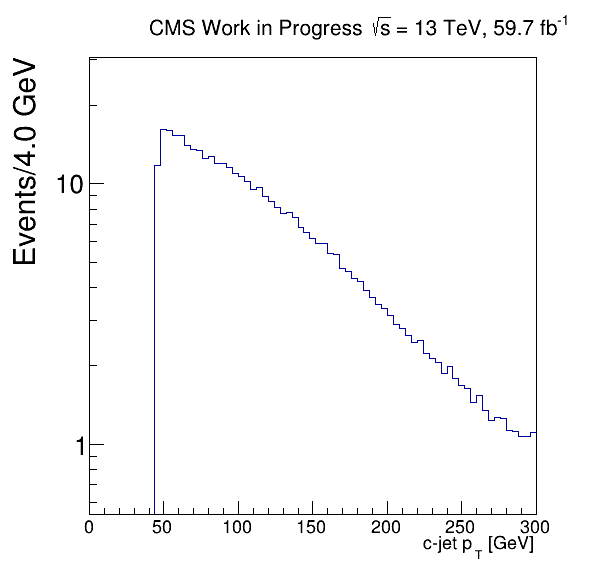 CMS Work in Progress √s = 13 TeV, 59.7 fb⁻¹
Events/4.0 GeV
10
1
0 50 100 150 200 250 300
c-jet p_T [GeV]